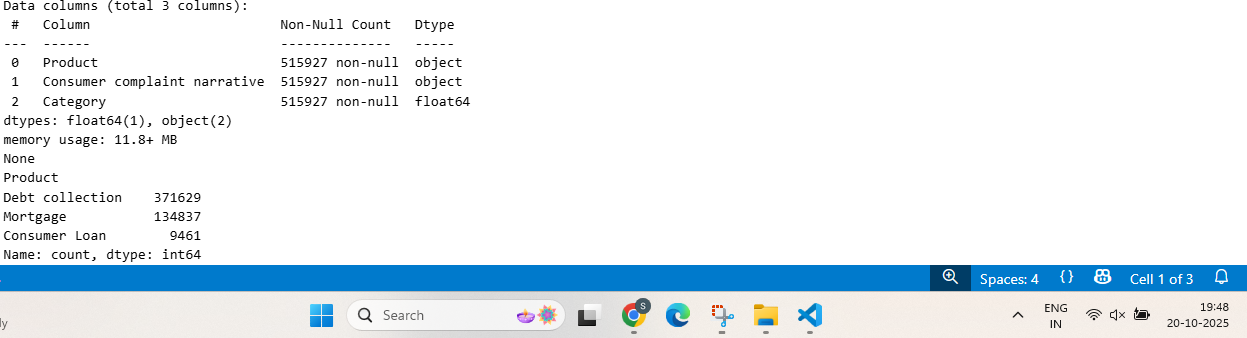 Data columns (total 3 columns):
 #   Column                        Non-Null Count   Dtype
---  ------                        --------------   -----
 0   Product                       515927 non-null  object
 1   Consumer complaint narrative  515927 non-null  object
 2   Category                      515927 non-null  float64
dtypes: float64(1), object(2)
memory usage: 11.8+ MB
None
Product
Debt collection    371629
Mortgage           134837
Consumer Loan        9461
Name: count, dtype: int64
Spaces: 4 {} Cell 1 of 3
Search
S
ENG
IN
19:48
20-10-2025